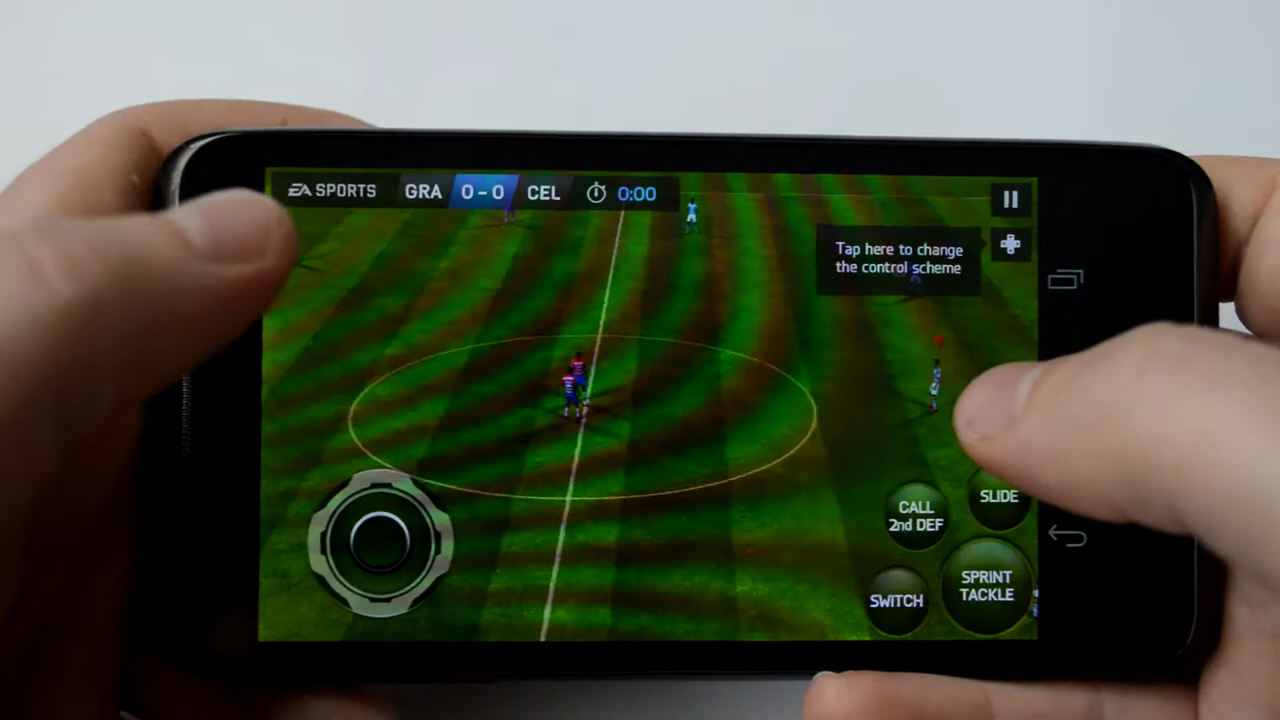 EA SPORTS GRA 0 - 0 CEL 0:00
Tap here to change
the control scheme
CALL
2nd DEF
SLIDE
SWITCH
SPRINT
TACKLE